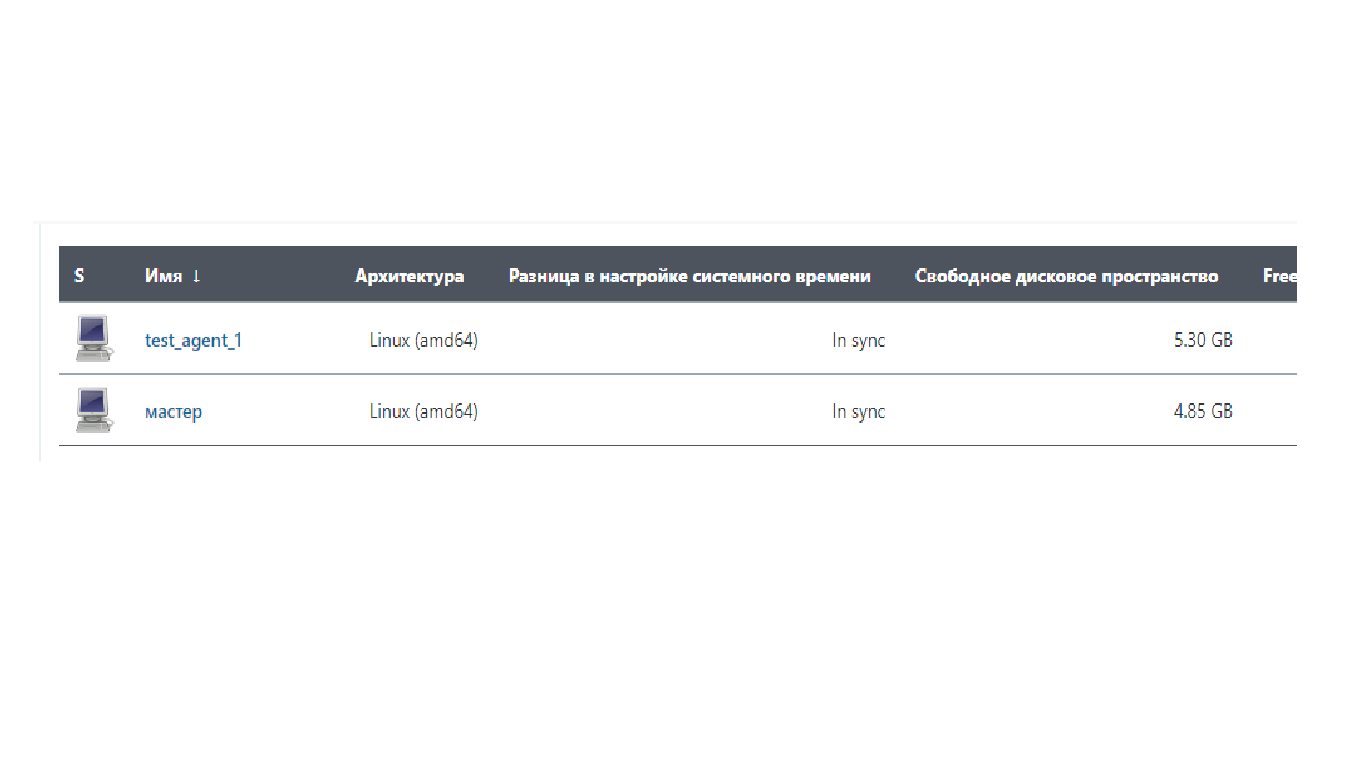 S Имя ↓ Архитектура Разница в настройке системного времени Свободное дисковое пространство Free
test_agent_1 Linux (amd64) In sync 5.30 GB
мастер Linux (amd64) In sync 4.85 GB